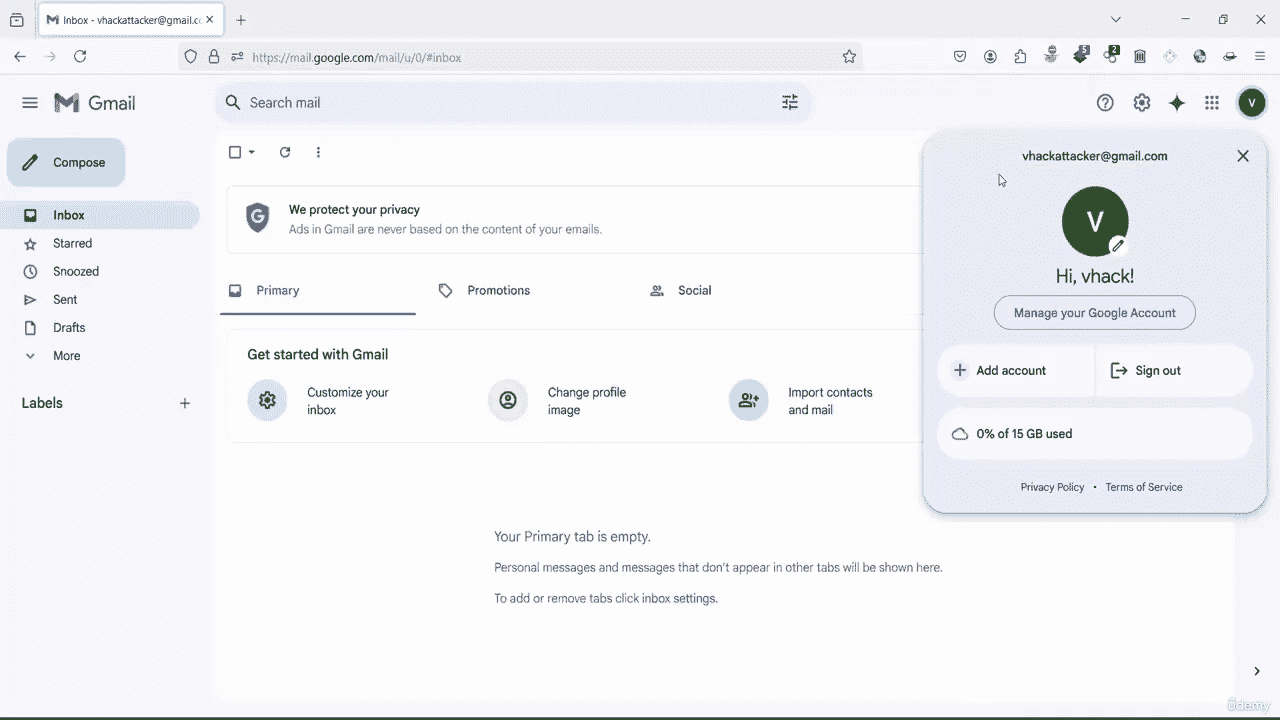 Inbox - vhackattacker@gmail.co
https://mail.google.com/mail/u/0/#inbox
5
2
Gmail
Search mail
V
Compose
Inbox
Starred
Snoozed
Sent
Drafts
More
Labels
We protect your privacy
Ads in Gmail are never based on the content of your emails.
Primary
Promotions
Social
Get started with Gmail
Customize your
inbox
Change profile
image
Import contacts
and mail
Your Primary tab is empty.
Personal messages and messages that don't appear in other tabs will be shown here.
To add or remove tabs click inbox settings.
vhackattacker@gmail.com
V
Hi, vhack!
Manage your Google Account
Add account
Sign out
0% of 15 GB used
Privacy Policy • Terms of Service
ûdemy